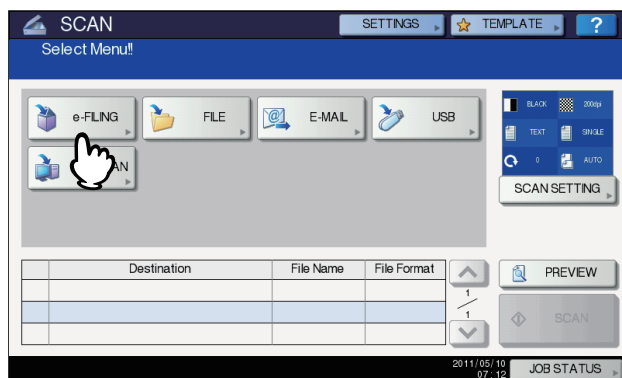 SCAN
SETTINGS
TEMPLATE
?
Select Menu!!
e-FILING
FILE
E-MAIL
USB
BLACK
200dpi
TEXT
SINGLE
0
AUTO
SCAN SETTING
Destination
File Name
File Format
1
1
PREVIEW
SCAN
2011/05/10
07:12
JOB STATUS